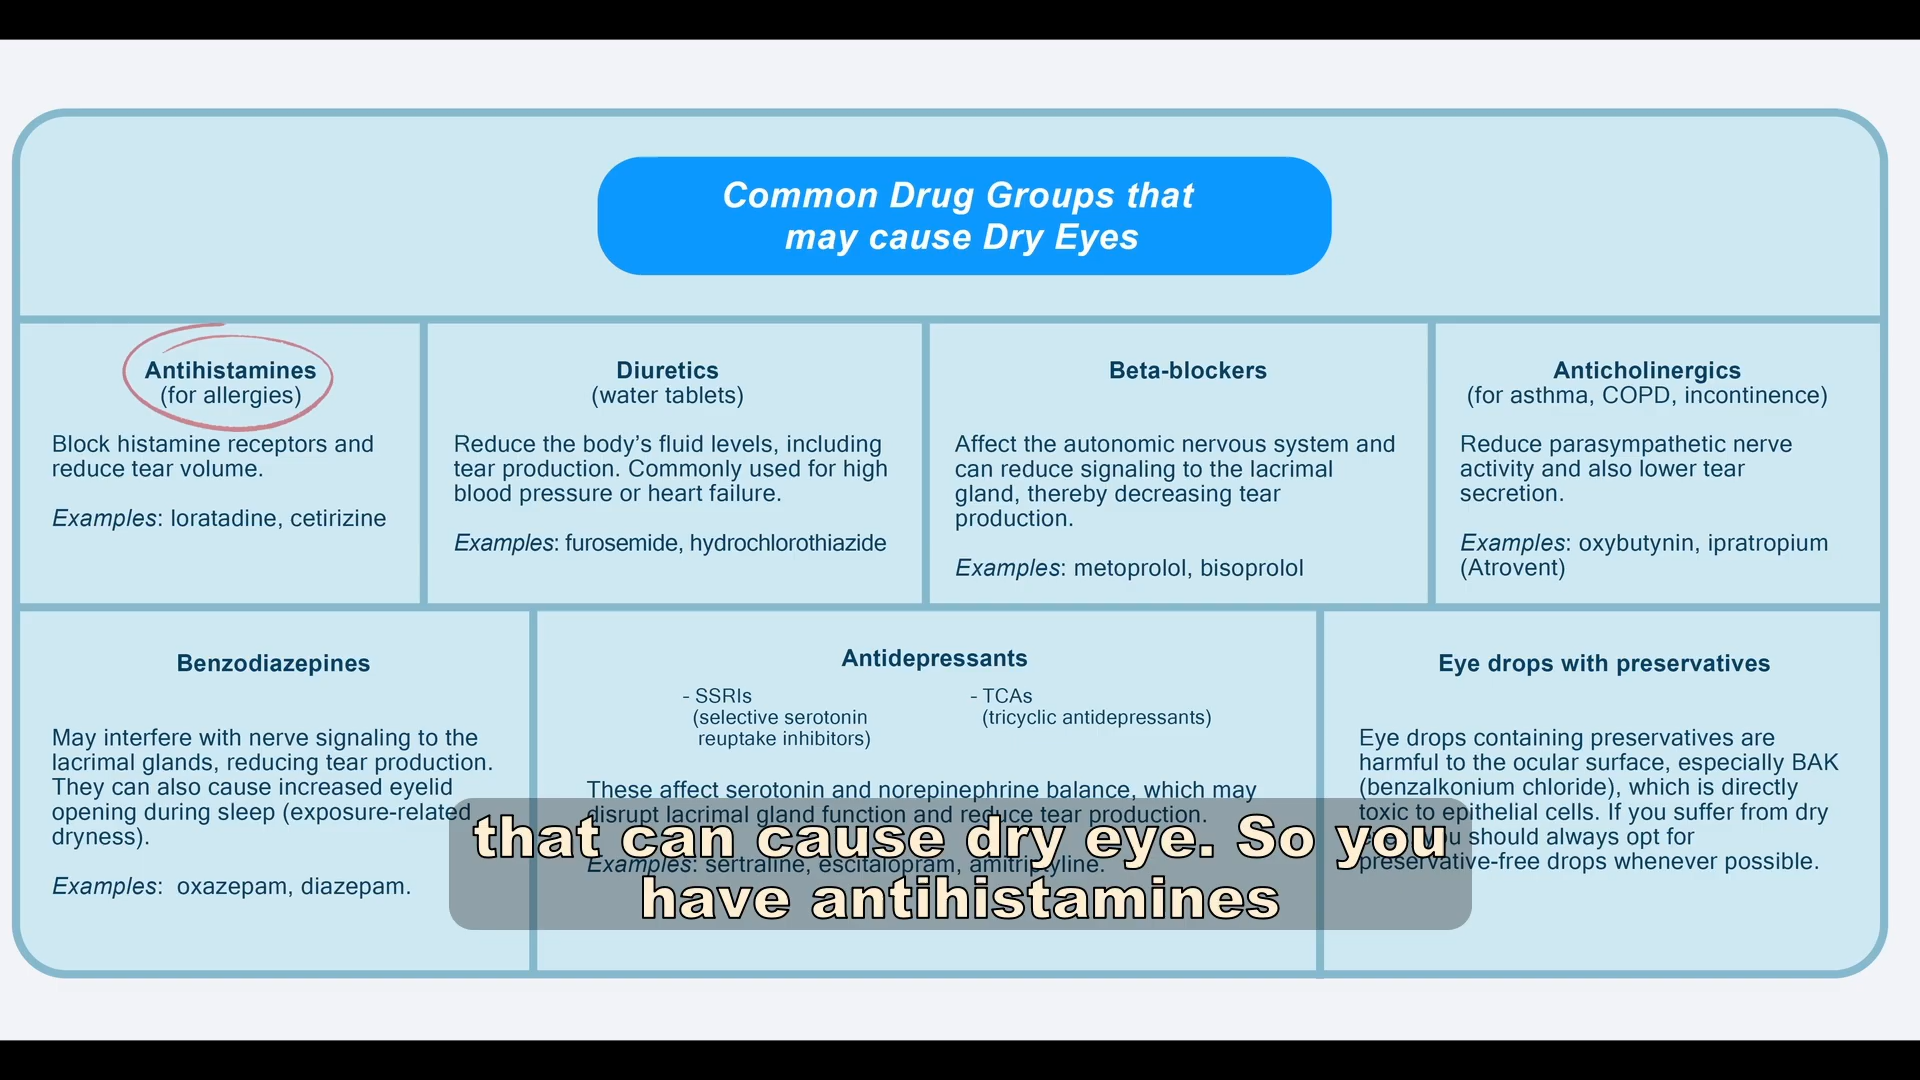 Common Drug Groups that
may cause Dry Eyes
Antihistamines
(for allergies)
Block histamine receptors and
reduce tear volume.
Examples: loratadine, cetirizine
Diuretics
(water tablets)
Reduce the body’s fluid levels, including
tear production. Commonly used for high
blood pressure or heart failure.
Examples: furosemide, hydrochlorothiazide
Beta-blockers
Affect the autonomic nervous system and
can reduce signaling to the lacrimal
gland, thereby decreasing tear
production.
Examples: metoprolol, bisoprolol
Anticholinergics
(for asthma, COPD, incontinence)
Reduce parasympathetic nerve
activity and also lower tear
secretion.
Examples: oxybutynin, ipratropium
(Atrovent)
Benzodiazepines
May interfere with nerve signaling to the
lacrimal glands, reducing tear production.
They can also cause increased eyelid
opening during sleep (exposure-related
dryness).
Examples: oxazepam, diazepam.
Antidepressants
- SSRIs
(selective serotonin
reuptake inhibitors)
- TCAs
(tricyclic antidepressants)
These affect serotonin and norepinephrine balance, which may
disrupt lacrimal gland function and reduce tear production.
Examples: sertraline, escitalopram, amitriptyline.
Eye drops with preservatives
Eye drops containing preservatives are
harmful to the ocular surface, especially BAK
(benzalkonium chloride), which is directly
toxic to epithelial cells. If you suffer from dry
should always opt for
preservative-free drops whenever possible.
that can cause dry eye. So you
have antihistamines